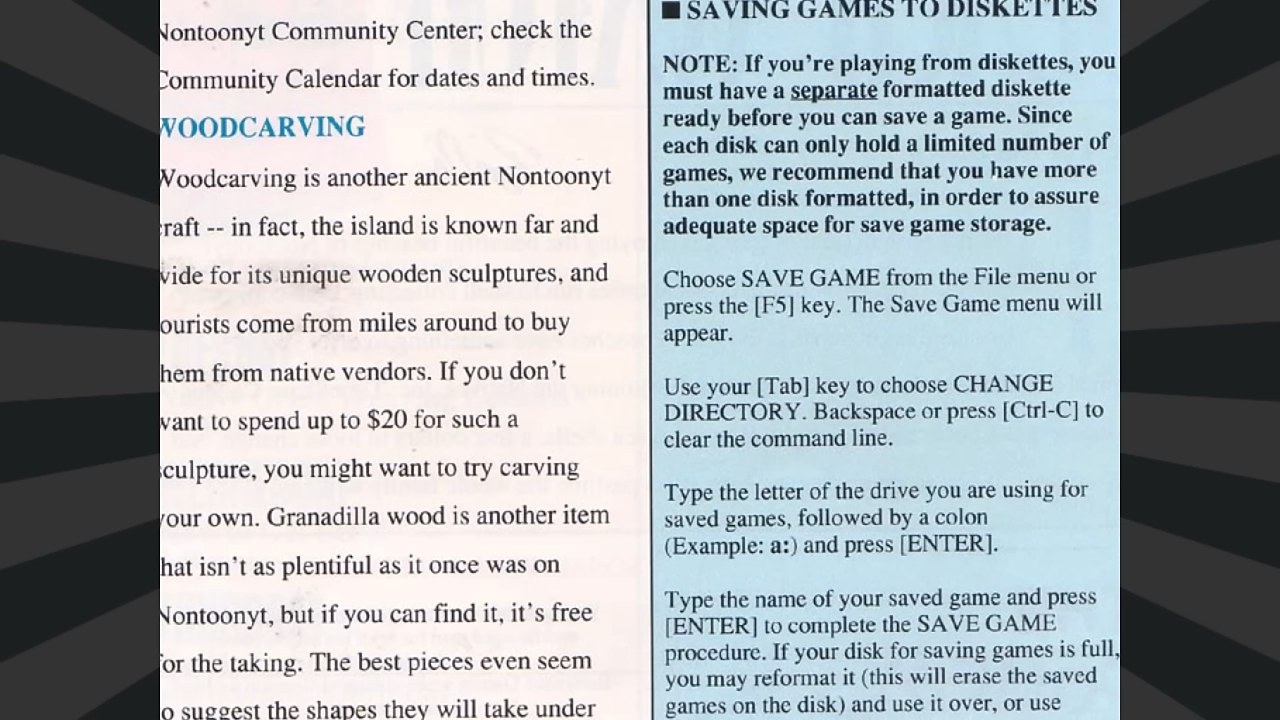 Nontoonyt Community Center; check the
Community Calendar for dates and times.
WOODCARVING
Woodcarving is another ancient Nontoonyt
craft -- in fact, the island is known far and
wide for its unique wooden sculptures, and
tourists come from miles around to buy
them from native vendors. If you don't
want to spend up to $20 for such a
sculpture, you might want to try carving
your own. Granadilla wood is another item
that isn't as plentiful as it once was on
Nontoonyt, but if you can find it, it's free
for the taking. The best pieces even seem
to suggest the shapes they will take under
■ SAVING GAMES TO DISKETTES
NOTE: If you're playing from diskettes, you
must have a separate formatted diskette
ready before you can save a game. Since
each disk can only hold a limited number of
games, we recommend that you have more
than one disk formatted, in order to assure
adequate space for save game storage.
Choose SAVE GAME from the File menu or
press the [F5] key. The Save Game menu will
appear.
Use your [Tab] key to choose CHANGE
DIRECTORY. Backspace or press [Ctrl-C] to
clear the command line.
Type the letter of the drive you are using for
saved games, followed by a colon
(Example: a:) and press [ENTER].
Type the name of your saved game and press
[ENTER] to complete the SAVE GAME
procedure. If your disk for saving games is full,
you may reformat it (this will erase the saved
games on the disk) and use it over, or use